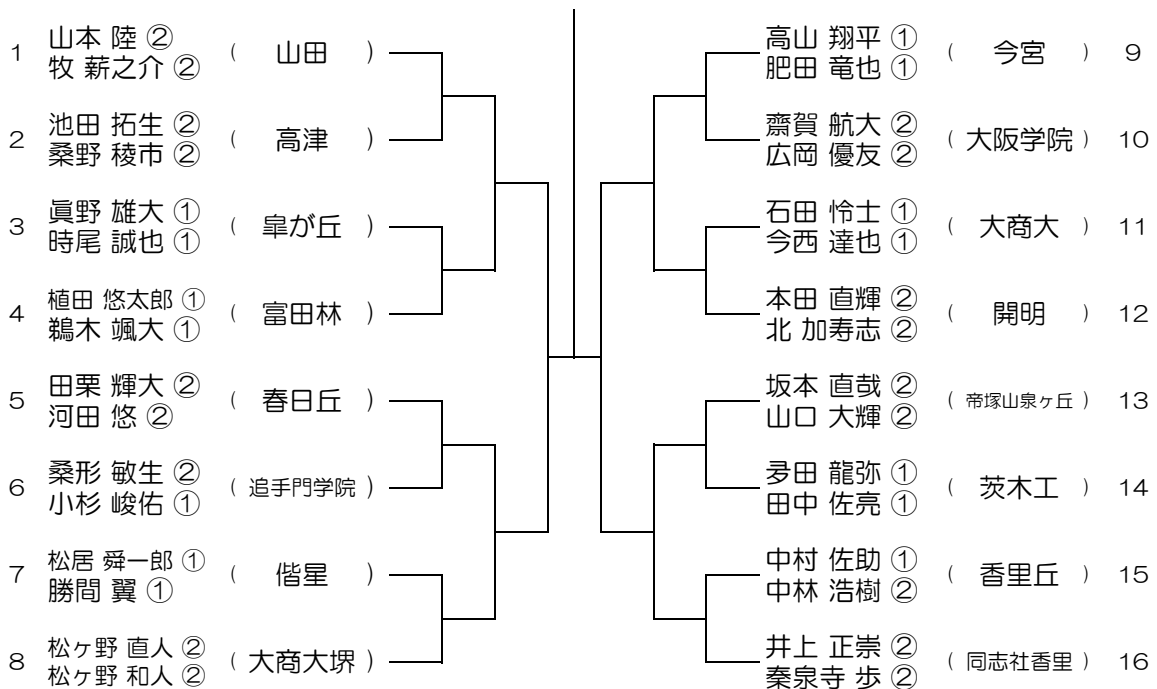 1 山本 陸 ② ( 山田 )
牧 薪之介 ②
2 池田 拓生 ② ( 高津 )
桑野 稜市 ②
3 眞野 雄大 ① ( 皐が丘 )
時尾 誠也 ①
4 植田 悠太郎 ① ( 富田林 )
鵜木 颯大 ①
5 田栗 輝大 ② ( 春日丘 )
河田 悠 ②
6 桑形 敏生 ② ( 追手門学院 )
小杉 峻佑 ①
7 松居 舜一郎 ① ( 偕星 )
勝間 翼 ①
8 松ヶ野 直人 ② ( 大商大堺 )
松ヶ野 和人 ②
高山 翔平 ① ( 今宮 ) 9
肥田 竜也 ①
齋賀 航大 ② ( 大阪学院 ) 10
広岡 優友 ②
石田 怜士 ① ( 大商大 ) 11
今西 達也 ①
本田 直輝 ② ( 開明 ) 12
北 加寿志 ②
坂本 直哉 ② ( 帝塚山泉ヶ丘 ) 13
山口 大輝 ②
夛田 龍弥 ① ( 茨木工 ) 14
田中 佐亮 ①
中村 佐助 ① ( 香里丘 ) 15
中林 浩樹 ②
井上 正崇 ② ( 同志社香里 ) 16
秦泉寺 歩 ②